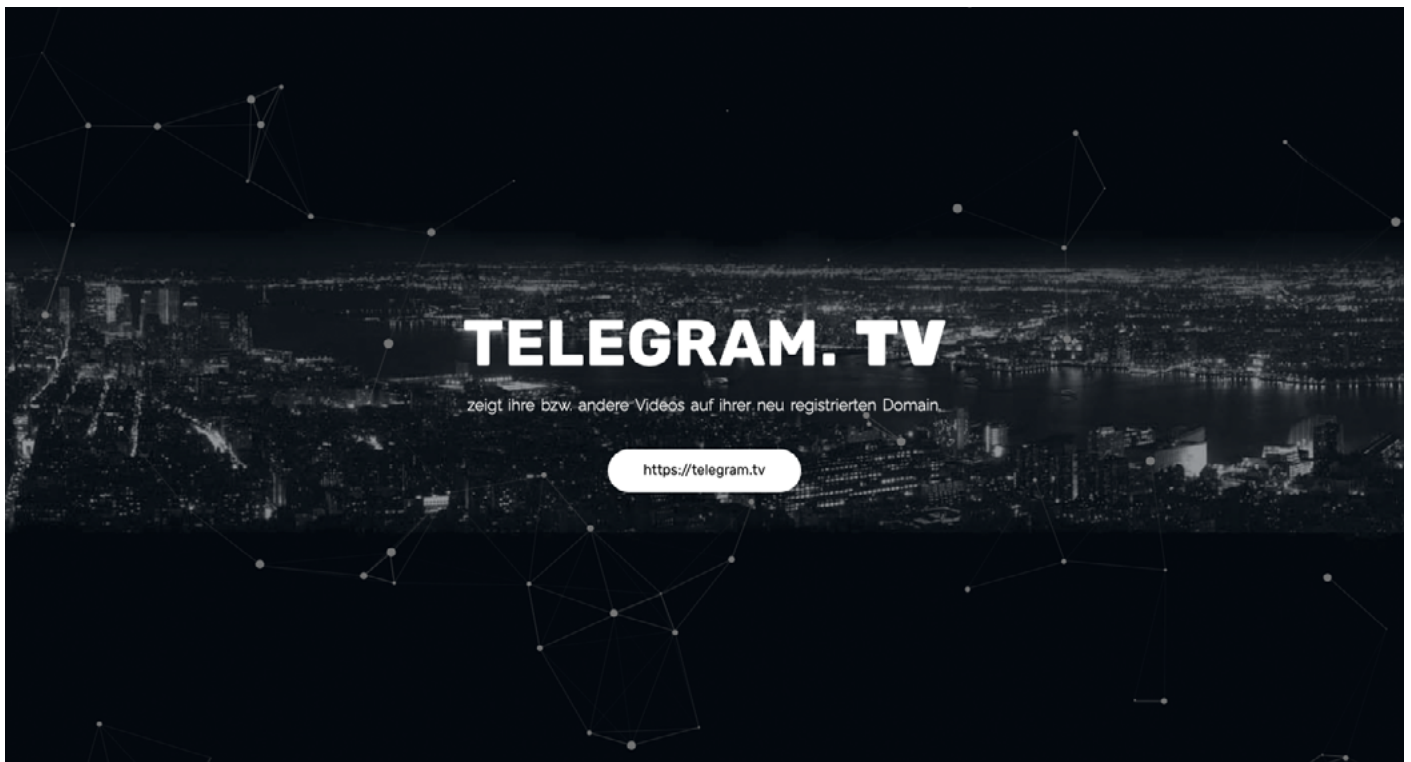 TELEGRAM. TV
zeigt ihre bzw. andere Videos auf ihrer neu registrierten Domain.
https://telegram.tv